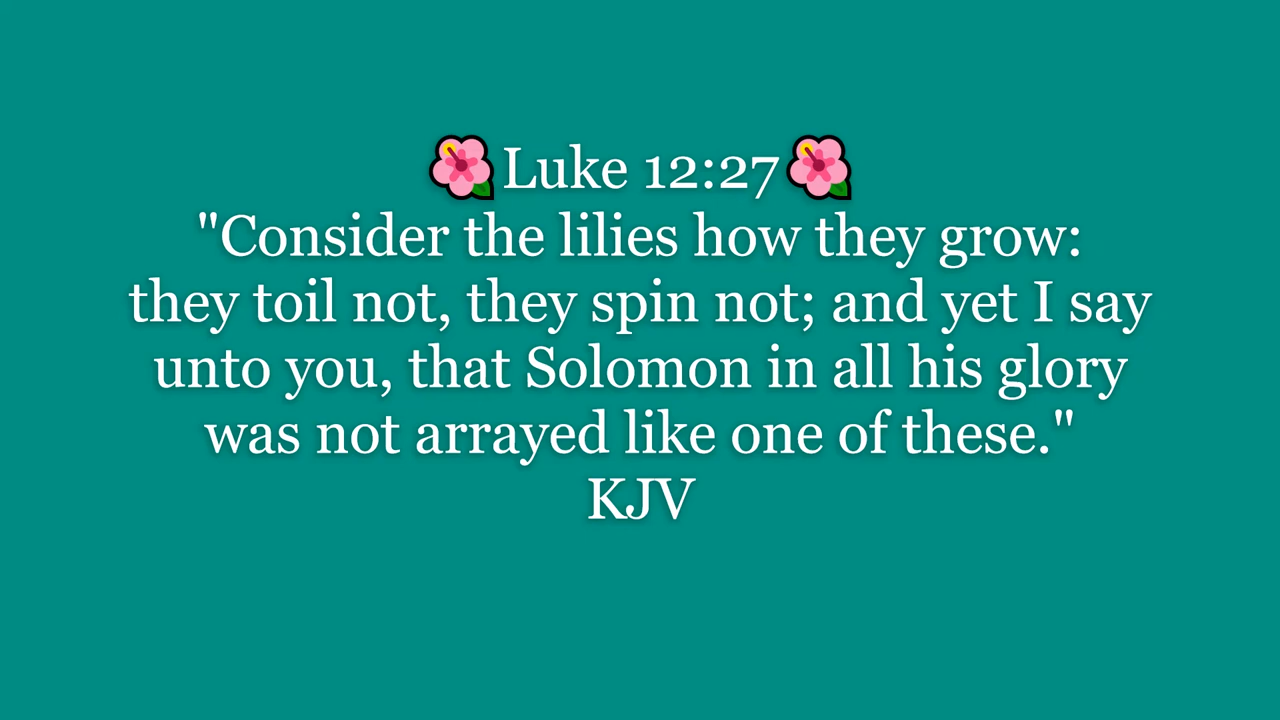 🌺Luke 12:27🌺
"Consider the lilies how they grow:
they toil not, they spin not; and yet I say
unto you, that Solomon in all his glory
was not arrayed like one of these."
KJV